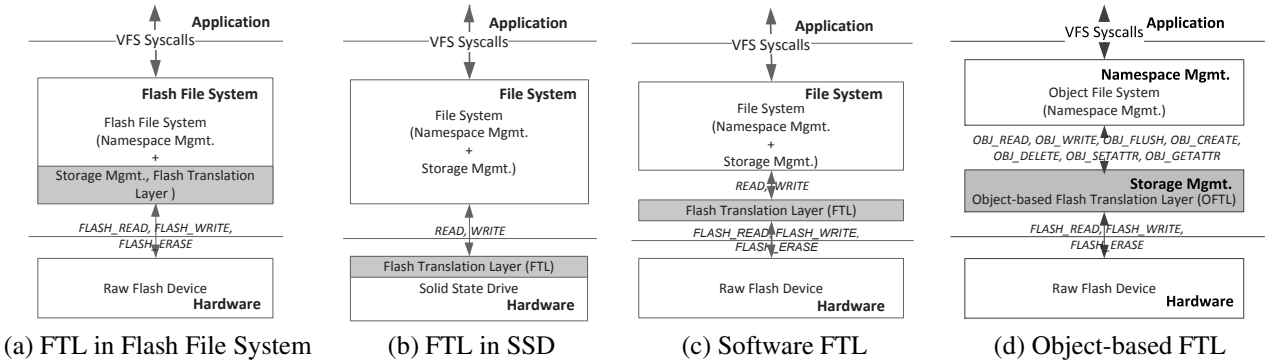 Application
VFS Syscalls
Flash File System
Flash File System
(Namespace Mgmt.
+
Storage Mgmt., Flash Translation
Layer )
FLASH_READ, FLASH_WRITE,
FLASH_ERASE
Raw Flash Device
Hardware
(a) FTL in Flash File System
Application
VFS Syscalls
File System
File System
(Namespace Mgmt.
+
Storage Mgmt.)
READ, WRITE
Flash Translation Layer (FTL)
Solid State Drive
Hardware
(b) FTL in SSD
Application
VFS Syscalls
File System
File System
(Namespace Mgmt.
+
Storage Mgmt.)
READ, WRITE
Flash Translation Layer (FTL)
FLASH_READ, FLASH_WRITE,
FLASH_ERASE
Raw Flash Device
Hardware
(c) Software FTL
Application
VFS Syscalls
Namespace Mgmt.
Object File System
(Namespace Mgmt.)
OBJ_READ, OBJ_WRITE, OBJ_FLUSH, OBJ_CREATE,
OBJ_DELETE, OBJ_SETATTR, OBJ_GETATTR
Storage Mgmt.
Object-based Flash Translation Layer (OFTL)
FLASH_READ, FLASH_WRITE,
FLASH_ERASE
Raw Flash Device
Hardware
(d) Object-based FTL